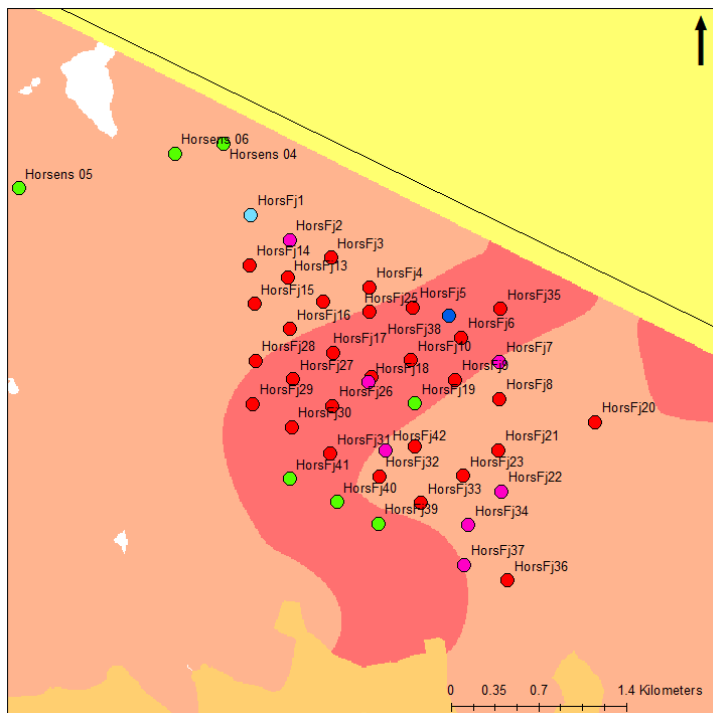 Horsens 06
Horsens 04
Horsens 05
HorsFj1
HorsFj2
HorsFj3
HorsFj14
HorsFj13
HorsFj4
HorsFj15
HorsFj25
HorsFj5
HorsFj35
HorsFj16
HorsFj38
HorsFj6
HorsFj17
HorsFj10
HorsFj7
HorsFj28
HorsFj27
HorsFj18
HorsFj9
HorsFj29
HorsFj26
HorsFj19
HorsFj8
HorsFj30
HorsFj20
HorsFj31
HorsFj42
HorsFj21
HorsFj41
HorsFj32
HorsFj23
HorsFj22
HorsFj40
HorsFj33
HorsFj39
HorsFj34
HorsFj37
HorsFj36
0 0.35 0.7 1.4 Kilometers